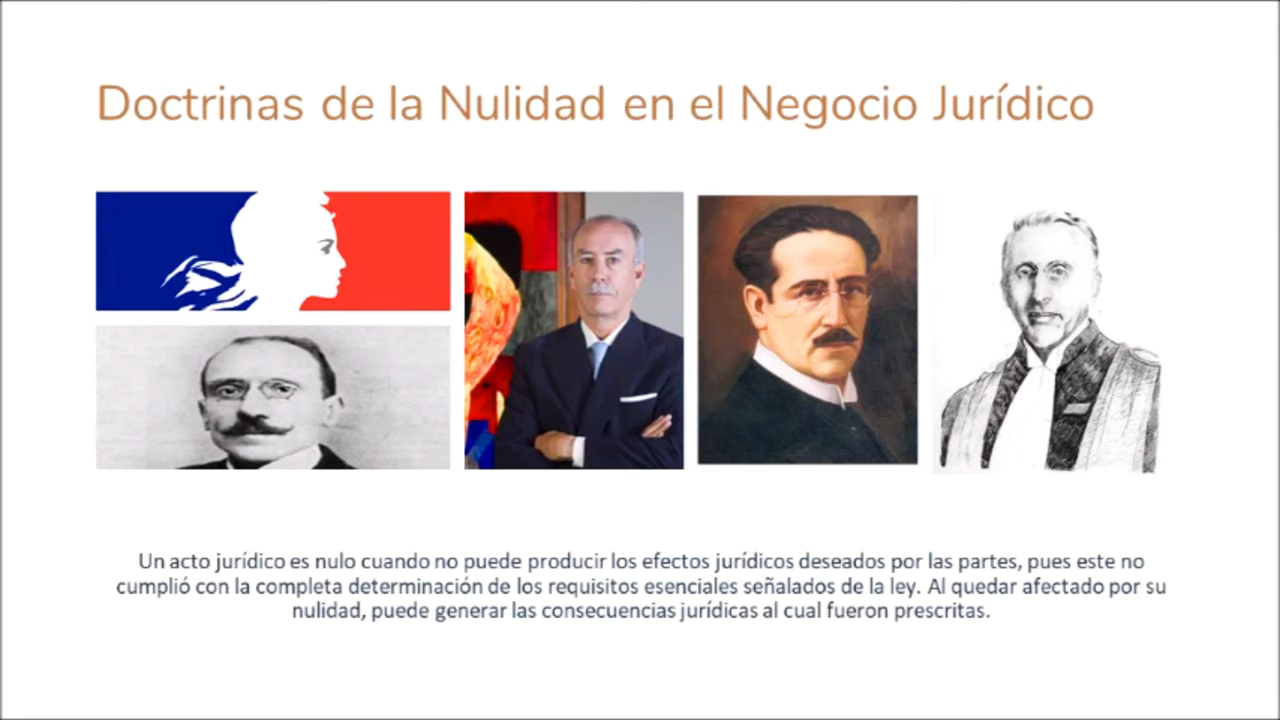 Doctrinas de la Nulidad en el Negocio Jurídico
Un acto jurídico es nulo cuando no puede producir los efectos jurídicos deseados por las partes, pues este no
cumplió con la completa determinación de los requisitos esenciales señalados de la ley. Al quedar afectado por su
nulidad, puede generar las consecuencias jurídicas al cual fueron prescritas.